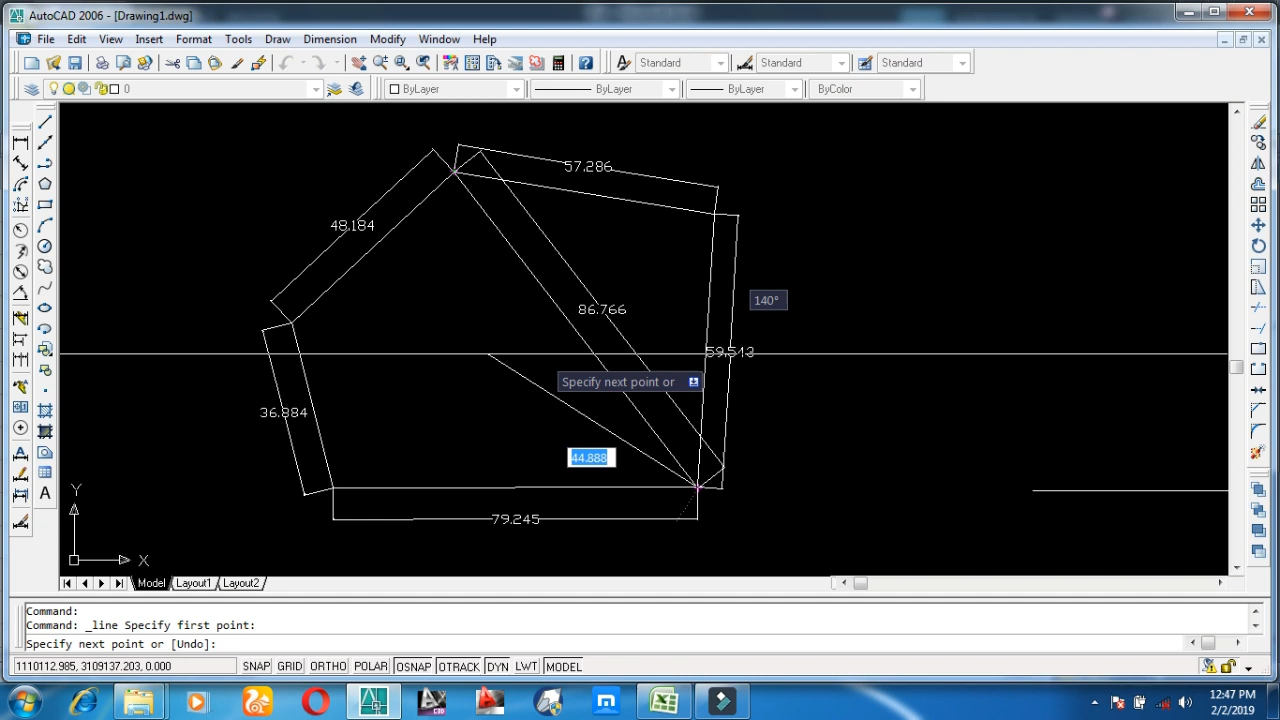 AutoCAD 2006 - [Drawing1.dwg]
File Edit View Insert Format Tools Draw Dimension Modify Window Help
Standard Standard Standard
0 ByLayer ByLayer ByLayer ByColor
57.286
48.184
140°
86.766
59.543
Specify next point or
36.884
44.888
79.245
Y
X
Model Layout1 Layout2
Command:
Command: _line Specify first point:
Specify next point or [Undo]:
1110112.985, 3109137.203, 0.000 SNAP GRID ORTHO POLAR OSNAP OTRACK DYN LWT MODEL
12:47 PM
2/2/2019